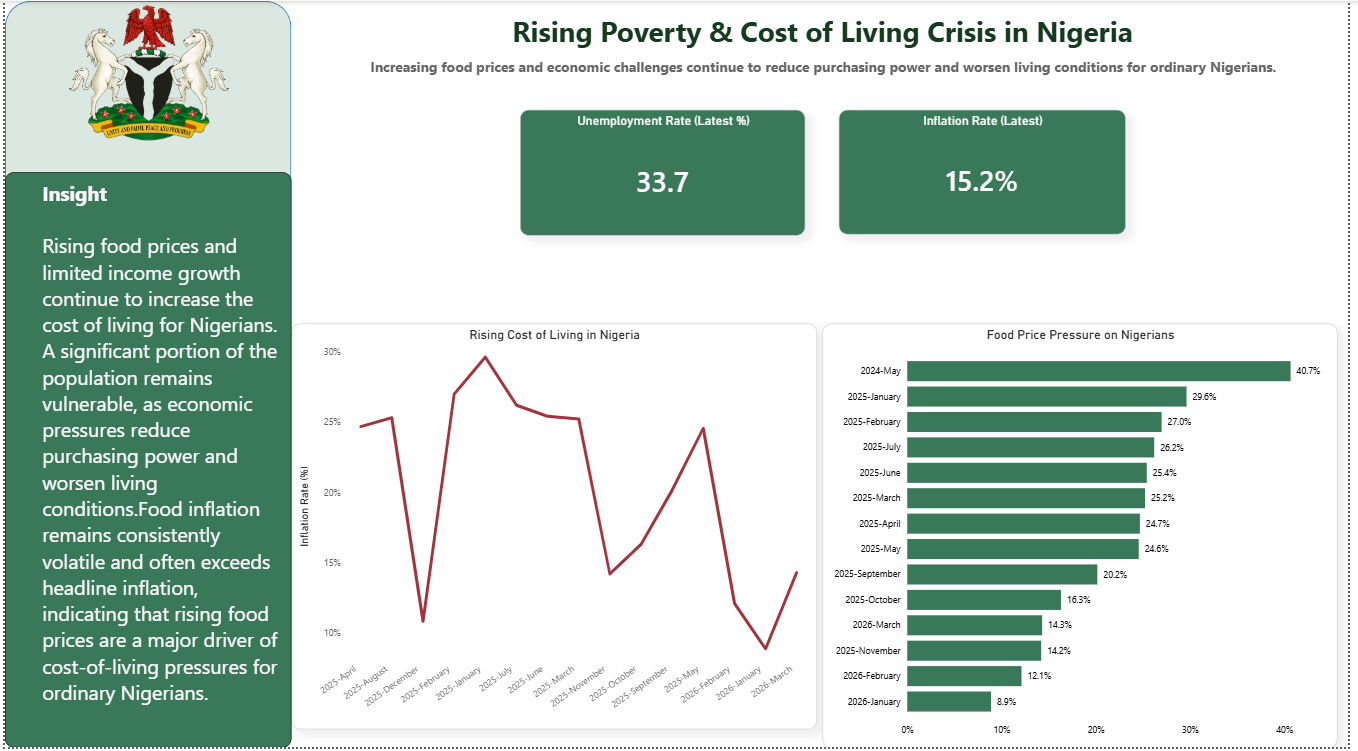 UNITY AND FAITH, PEACE AND PROGRESS
Rising Poverty & Cost of Living Crisis in Nigeria
Increasing food prices and economic challenges continue to reduce purchasing power and worsen living conditions for ordinary Nigerians.
Unemployment Rate (Latest %)
33.7
Inflation Rate (Latest)
15.2%
Insight
Rising food prices and
limited income growth
continue to increase the
cost of living for Nigerians.
A significant portion of the
population remains
vulnerable, as economic
pressures reduce
purchasing power and
worsen living
conditions.Food inflation
remains consistently
volatile and often exceeds
headline inflation,
indicating that rising food
prices are a major driver of
cost-of-living pressures for
ordinary Nigerians.
Rising Cost of Living in Nigeria
Inflation Rate (%)
30%
25%
20%
15%
10%
2025-April
2025-August
2025-December
2025-February
2025-January
2025-July
2025-June
2025-March
2025-November
2025-October
2025-September
2025-May
2026-February
2026-January
2026-March
Food Price Pressure on Nigerians
2024-May 40.7%
2025-January 29.6%
2025-February 27.0%
2025-July 26.2%
2025-June 25.4%
2025-March 25.2%
2025-April 24.7%
2025-May 24.6%
2025-September 20.2%
2025-October 16.3%
2026-March 14.3%
2025-November 14.2%
2026-February 12.1%
2026-January 8.9%
0% 10% 20% 30% 40%